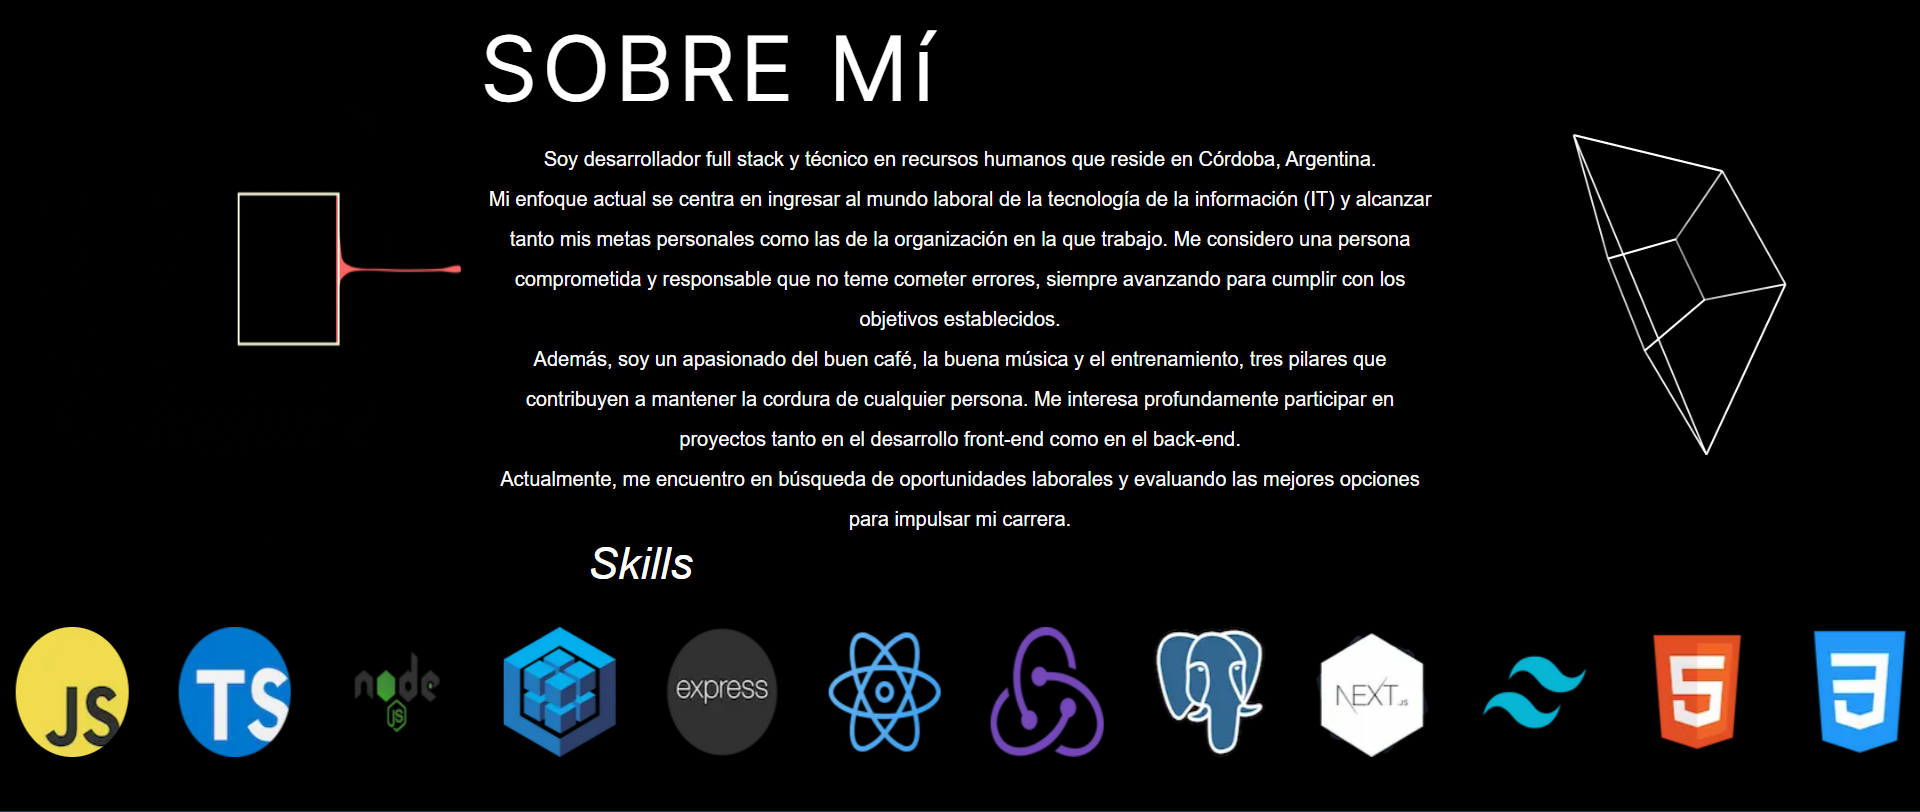 SOBRE Mí
Soy desarrollador full stack y técnico en recursos humanos que reside en Córdoba, Argentina.
Mi enfoque actual se centra en ingresar al mundo laboral de la tecnología de la información (IT) y alcanzar
tanto mis metas personales como las de la organización en la que trabajo. Me considero una persona
comprometida y responsable que no teme cometer errores, siempre avanzando para cumplir con los
objetivos establecidos.
Además, soy un apasionado del buen café, la buena música y el entrenamiento, tres pilares que
contribuyen a mantener la cordura de cualquier persona. Me interesa profundamente participar en
proyectos tanto en el desarrollo front-end como en el back-end.
Actualmente, me encuentro en búsqueda de oportunidades laborales y evaluando las mejores opciones
para impulsar mi carrera.
Skills
JS
TS
node
JS
express
NEXT.JS
5
3